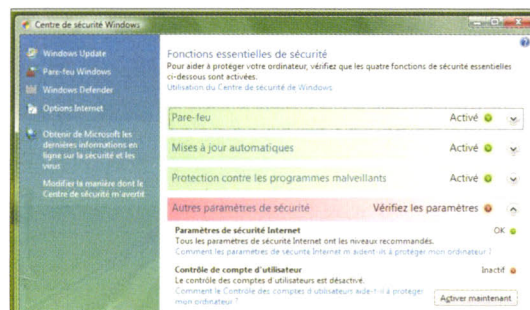 Centre de sécurité Windows
Windows Update
Pare-feu Windows
Windows Defender
Options Internet
Obtenir de Microsoft les
dernières informations en
ligne sur la sécurité et les
virus
Modifier la manière dont le
Centre de sécurité m'avertit
Fonctions essentielles de sécurité
Pour aider à protéger votre ordinateur, vérifiez que les quatre fonctions de sécurité essentielles
ci-dessous sont activées.
Utilisation du Centre de sécurité de Windows
Pare-feu Activé
Mises à jour automatiques Activé
Protection contre les programmes malveillants Activé
Autres paramètres de sécurité Vérifiez les paramètres
Paramètres de sécurité Internet OK
Tous les paramètres de sécurité Internet ont les niveaux recommandés.
Comment les paramètres de sécurité Internet m'aident-ils à protéger mon ordinateur ?
Contrôle de compte d'utilisateur Inactif
Le contrôle des comptes d'utilisateurs est désactivé.
Comment le Contrôle des comptes d'utilisateurs aide-t-il à protéger
mon ordinateur ?
Activer maintenant